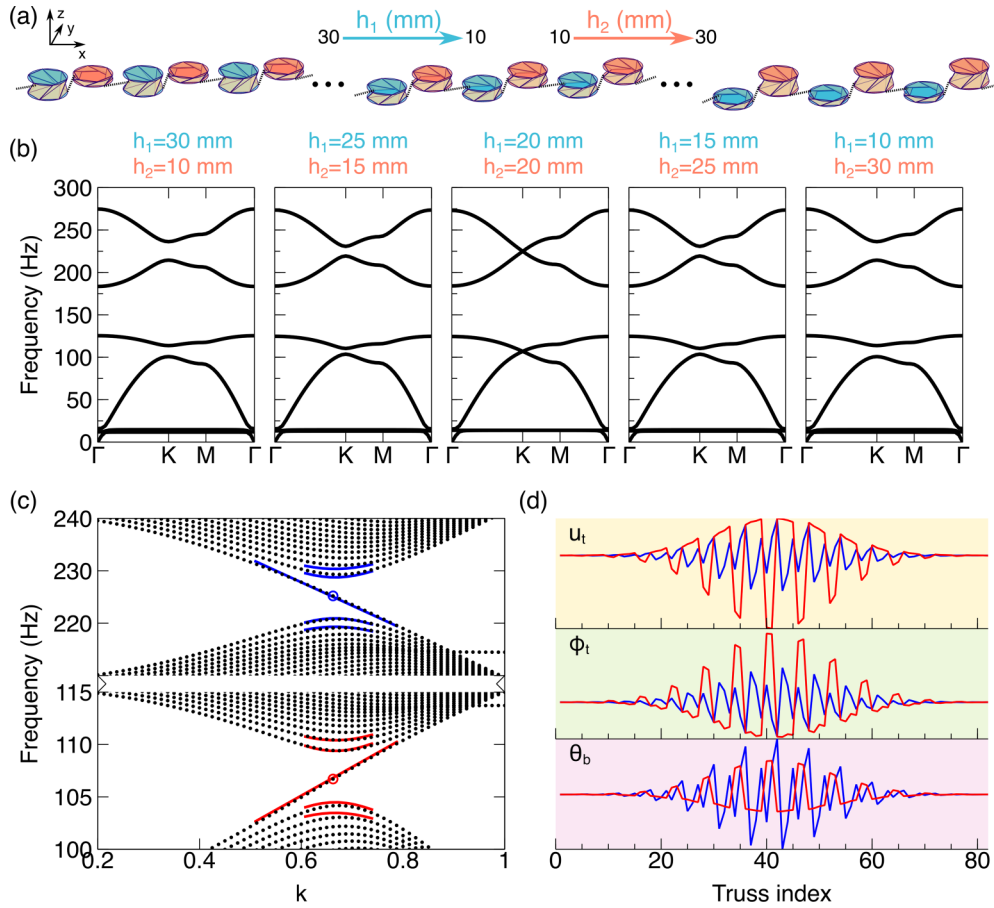 (a)
z
y
x
h₁ (mm)
30 10
h₂ (mm)
10 30
(b)
h₁=30 mm h₁=25 mm h₁=20 mm h₁=15 mm h₁=10 mm
h₂=10 mm h₂=15 mm h₂=20 mm h₂=25 mm h₂=30 mm
Frequency (Hz)
300
250
200
150
100
50
0
Γ K M Γ K M Γ K M Γ K M Γ K M Γ
(c)
Frequency (Hz)
240
230
220
115
110
105
100
0.2 0.4 0.6 0.8 1
k
(d)
uₜ
ϕₜ
θ_b
0 20 40 60 80
Truss index